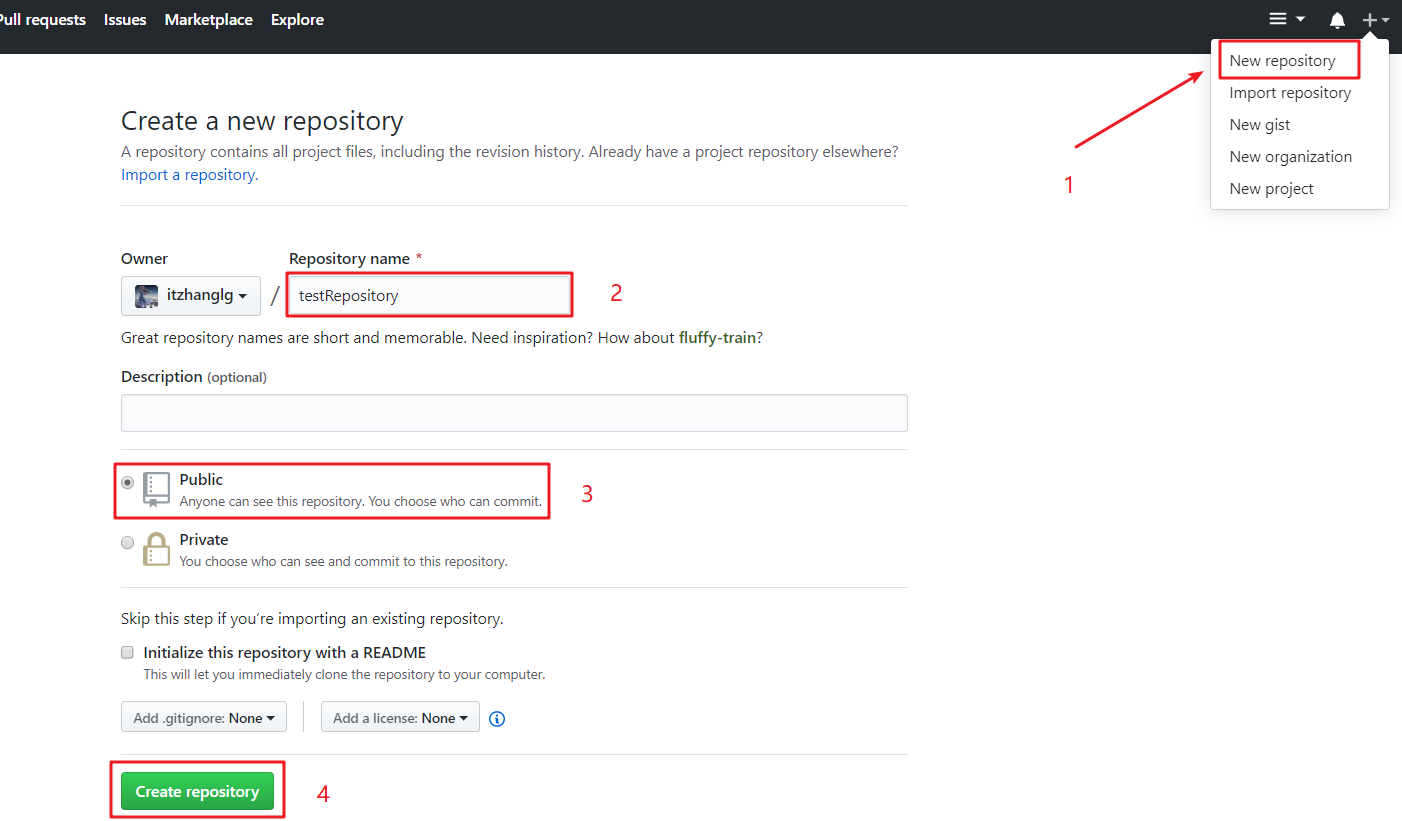 Pull requests Issues Marketplace Explore
New repository
Import repository
New gist
New organization
New project
1
Create a new repository
A repository contains all project files, including the revision history. Already have a project repository elsewhere?
Import a repository.
Owner Repository name *
itzhanglg / testRepository 2
Great repository names are short and memorable. Need inspiration? How about fluffy-train?
Description (optional)
Public
Anyone can see this repository. You choose who can commit.
3
Private
You choose who can see and commit to this repository.
Skip this step if you're importing an existing repository.
Initialize this repository with a README
This will let you immediately clone the repository to your computer.
Add .gitignore: None Add a license: None
Create repository 4